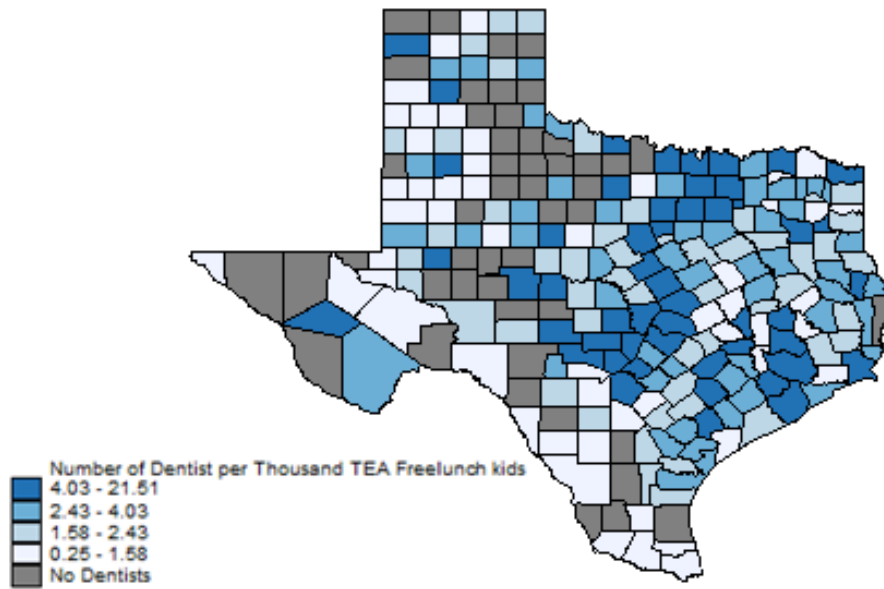 Number of Dentist per Thousand TEA Freelunch kids
4.03 - 21.51
2.43 - 4.03
1.58 - 2.43
0.25 - 1.58
No Dentists